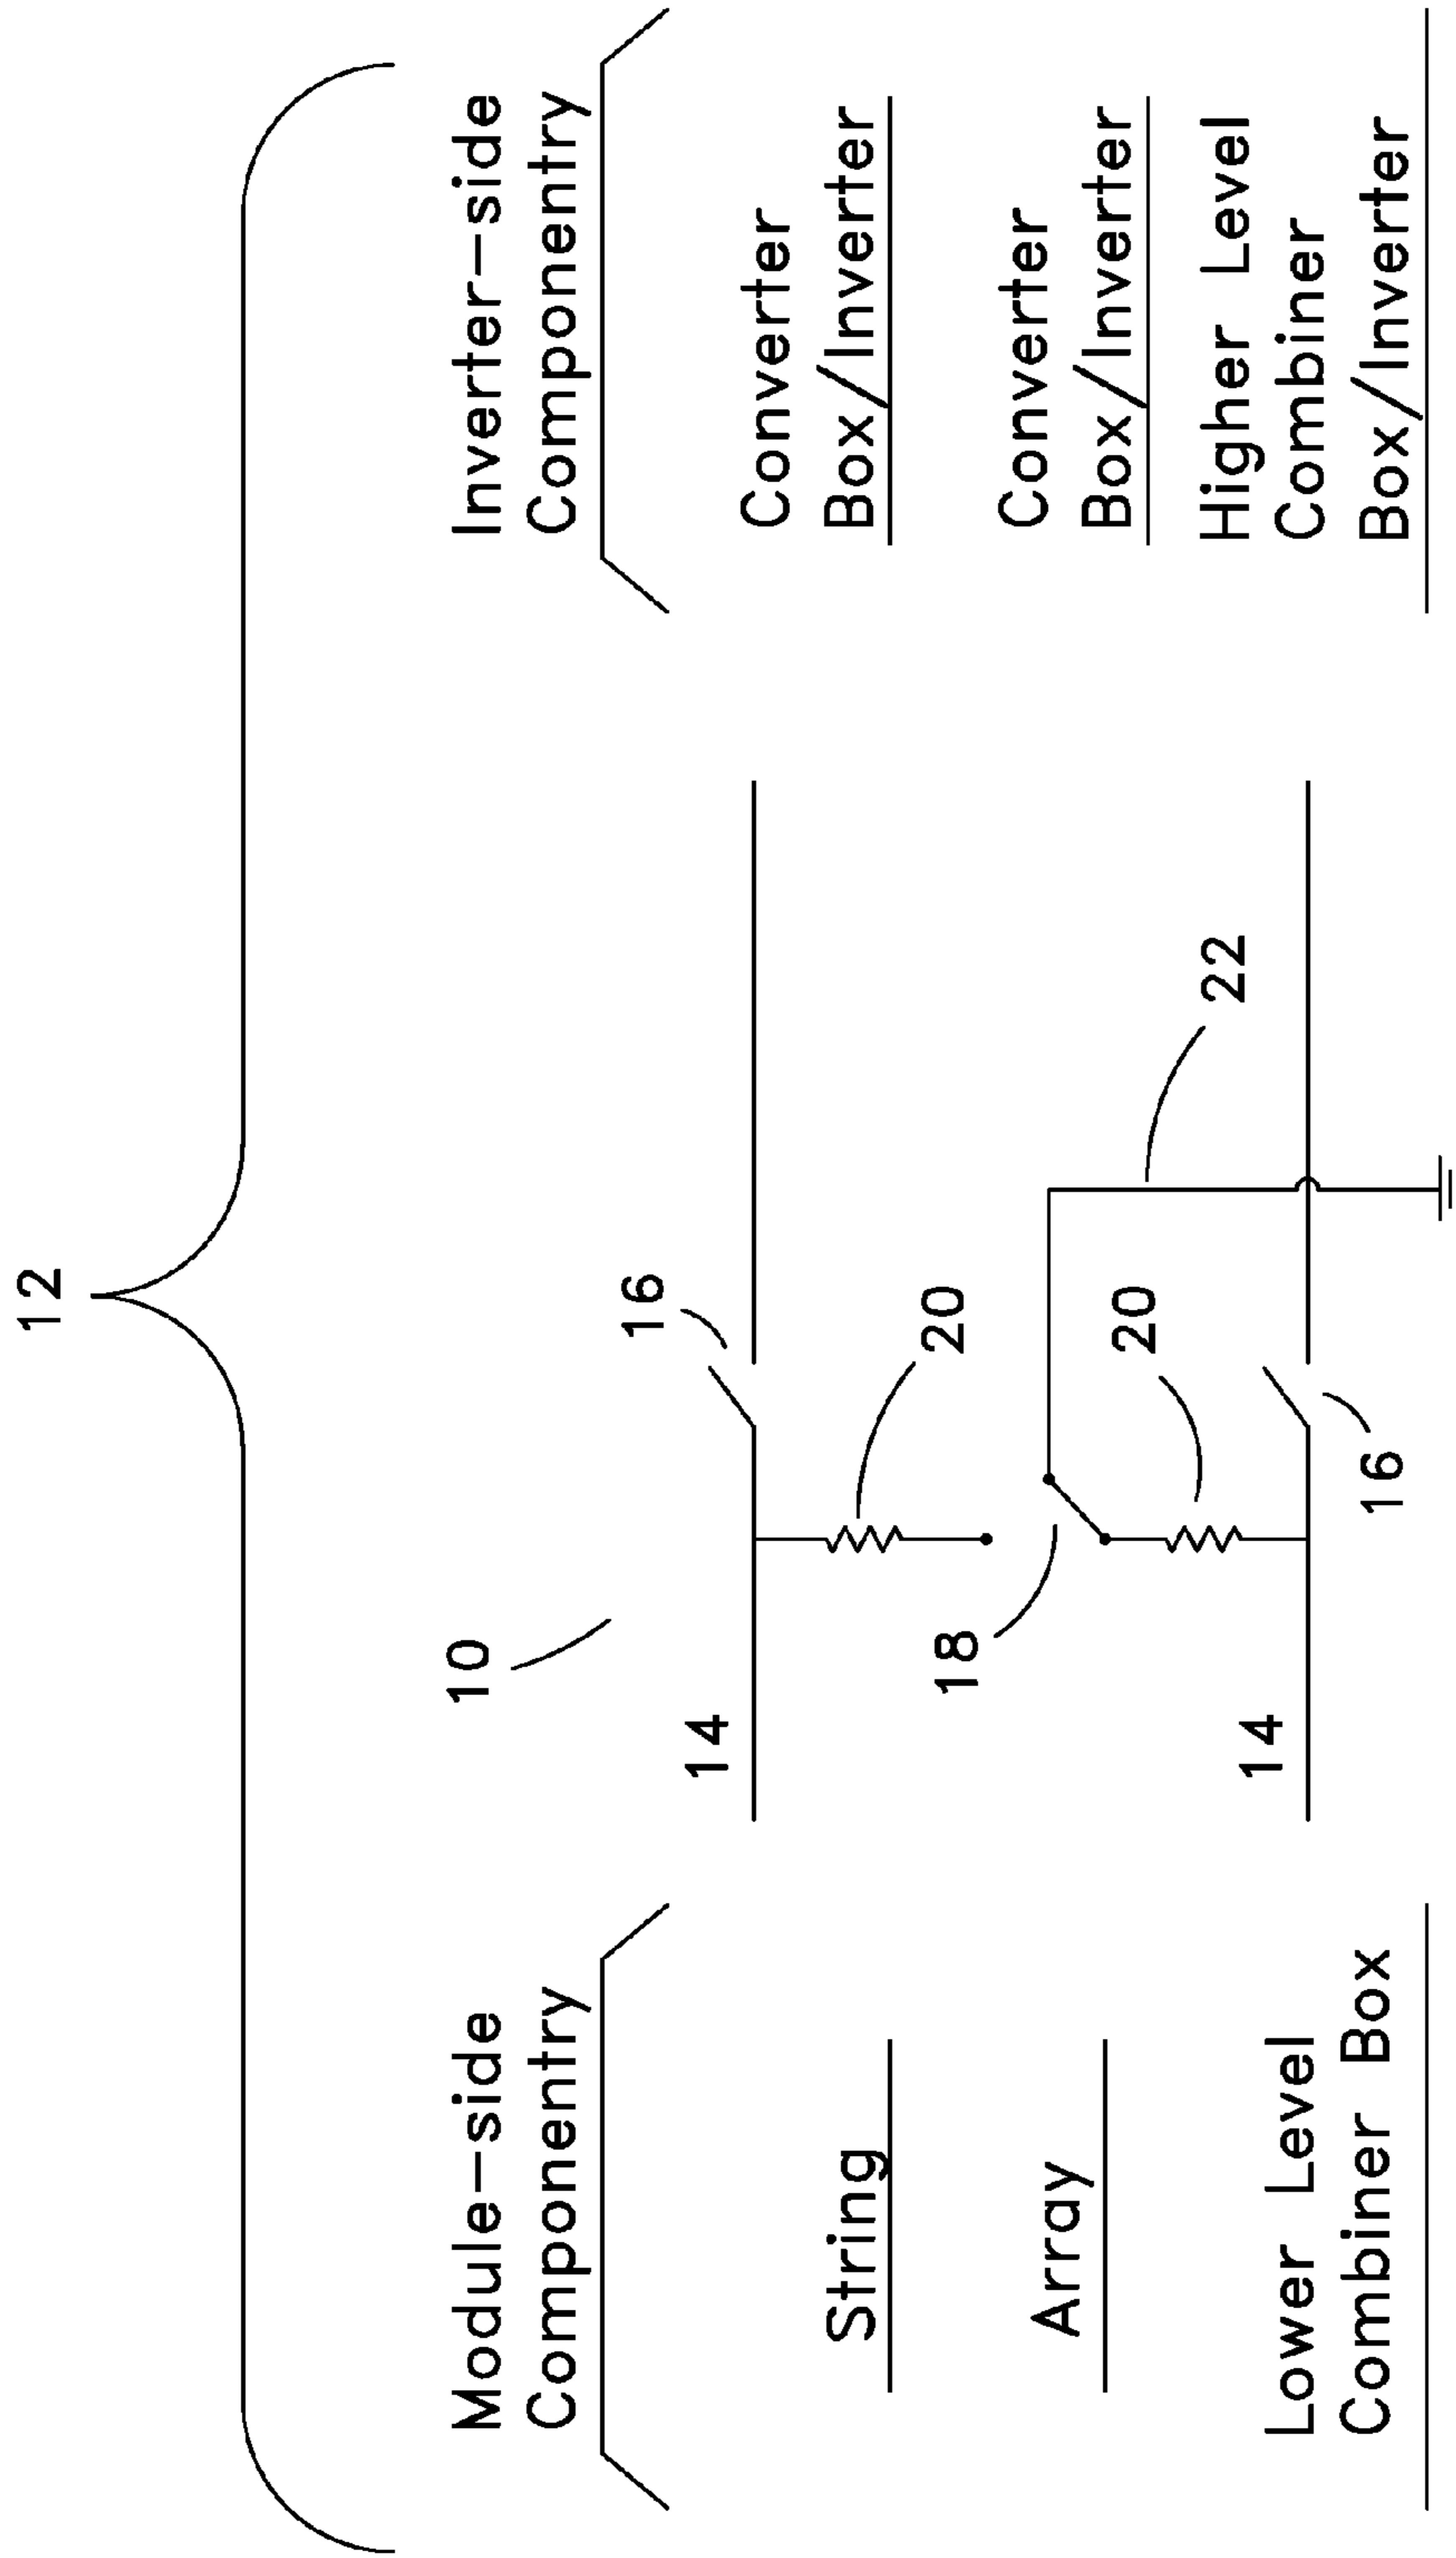 12
Module-side
Componentry
Inverter-side
Componentry
10
14
16
String
Converter
Box/Inverter
20
18
Array
20
Converter
Box/Inverter
22
14
16
Lower Level
Combiner Box
Higher Level
Combiner
Box/Inverter